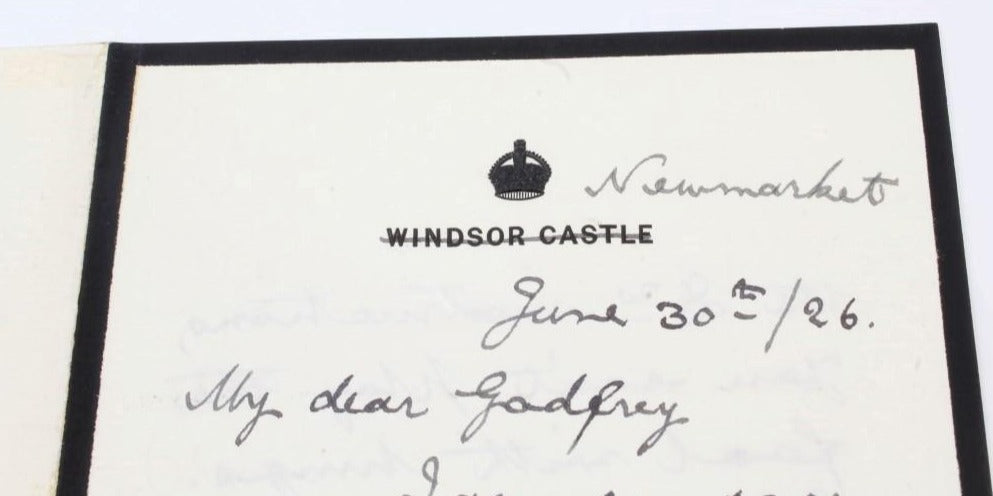 Newmarket
WINDSOR CASTLE
June 30th/26.
My dear Godfrey